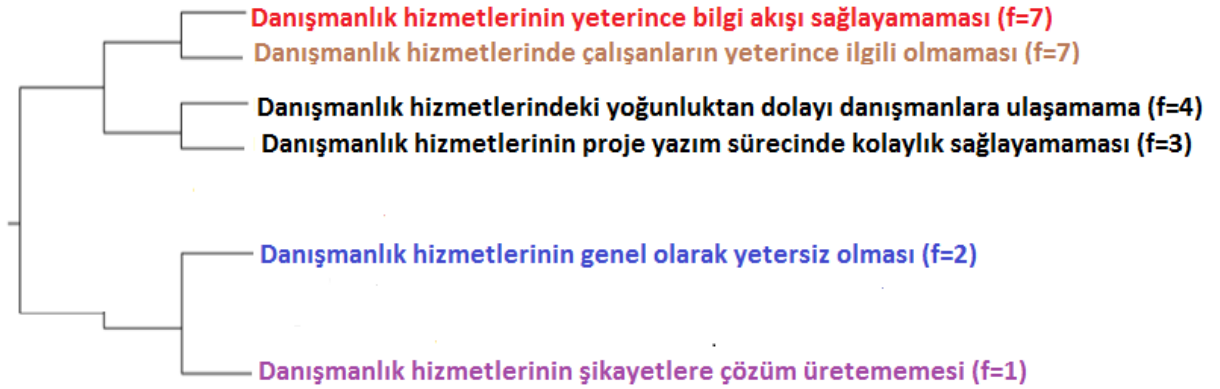 Danışmanlık hizmetlerinin yeterince bilgi akışı sağlayamaması (f=7)
Danışmanlık hizmetlerinde çalışanların yeterince ilgili olmaması (f=7)
Danışmanlık hizmetlerindeki yoğunluktan dolayı danışmanlara ulaşamama (f=4)
Danışmanlık hizmetlerinin proje yazım sürecinde kolaylık sağlayamaması (f=3)
Danışmanlık hizmetlerinin genel olarak yetersiz olması (f=2)
Danışmanlık hizmetlerinin şikayetlere çözüm üretememesi (f=1)